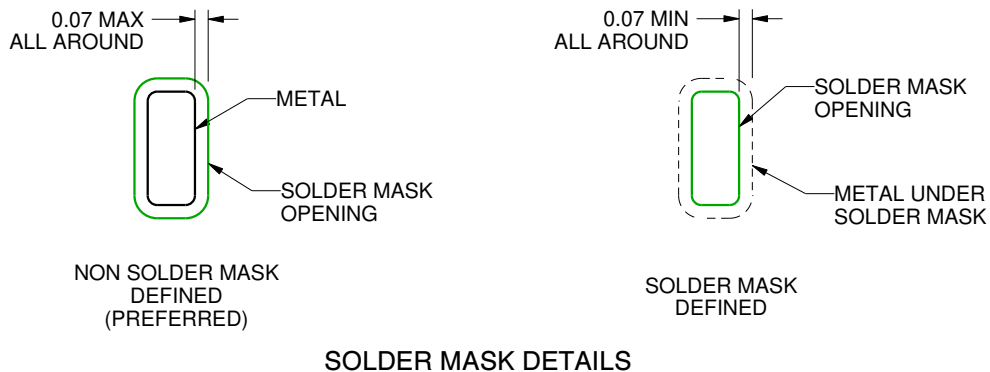 0.07 MAX
ALL AROUND
METAL
SOLDER MASK
OPENING
NON SOLDER MASK
DEFINED
(PREFERRED)
0.07 MIN
ALL AROUND
SOLDER MASK
OPENING
METAL UNDER
SOLDER MASK
SOLDER MASK
DEFINED
SOLDER MASK DETAILS